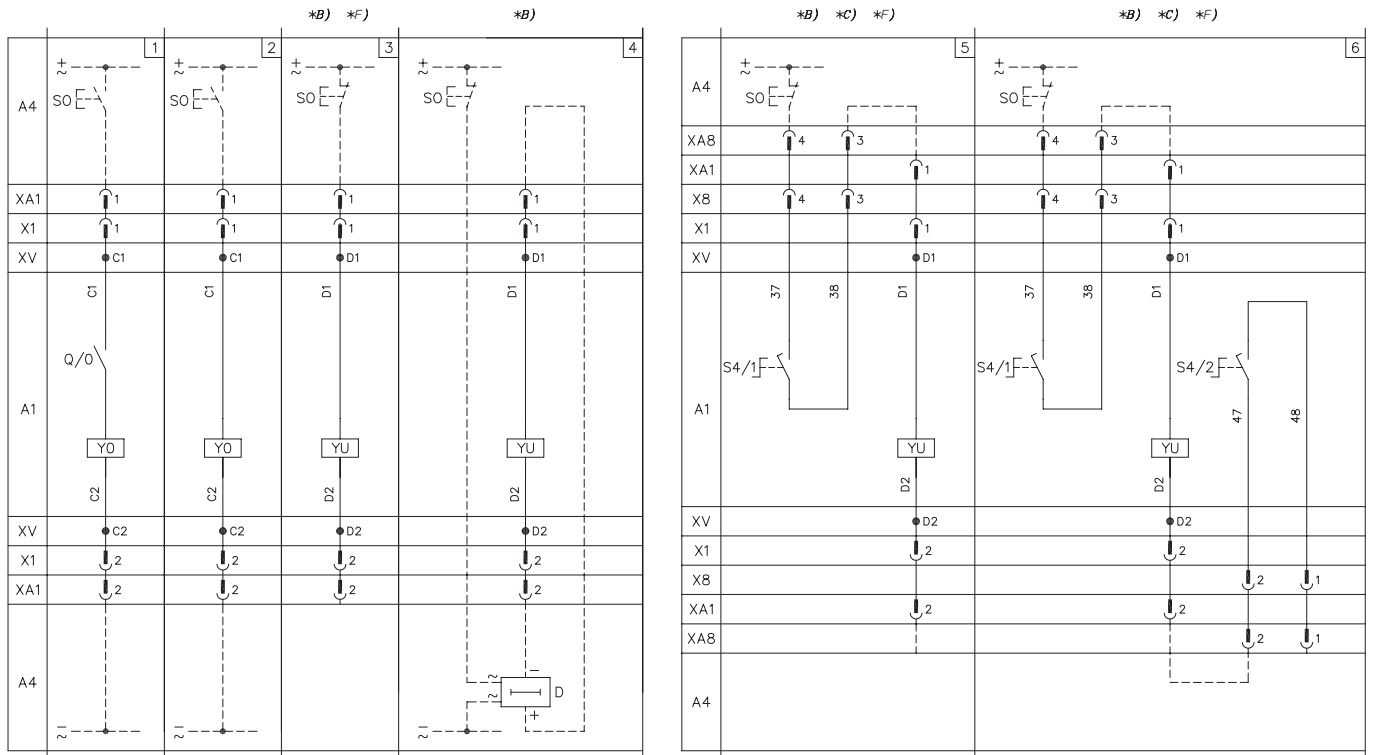 *B) *F) *B) *B) *C) *F) *B) *C) *F)
1 2 3 4 5 6
+ ~ + ~ + ~ + ~ + ~ + ~
A4 SO SO SO SO A4 SO SO
XA8 4 3 4 3
XA1 1 1
XA1 1 1 1 1 X8 4 3 4 3
X1 1 1 1 1 X1 1 1
XV C1 C1 D1 D1 XV D1 D1
C1 C1 D1 D1 37 38 D1 37 38 D1
Q/0 S4/1 S4/1 S4/2
A1 A1 47 48
YO YO YU YU YU YU
C2 C2 D2 D2 D2 D2
XV C2 C2 D2 D2 XV D2 D2
X1 2 2 2 2 X1 2 2
XA1 2 2 2 2 X8 2 1
XA1 2 2
XA8 2 1
A4 ~ ~ − D + A4
− ~ − ~ − ~